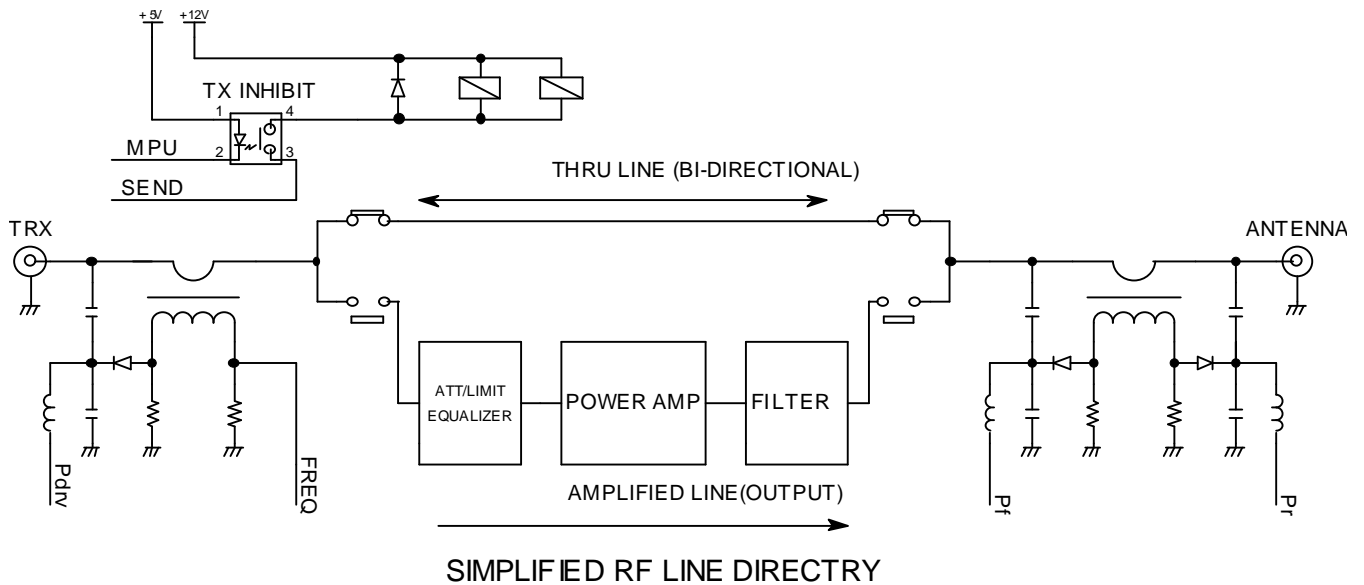 +5V
+12V
TX INHIBIT
1
4
MPU
2
3
SEND
THRU LINE (BI-DIRECTIONAL)
TRX
ANTENNA
ATT/LIMIT
EQUALIZER
POWER AMP
FILTER
Pdrv
FREQ
AMPLIFIED LINE(OUTPUT)
Pf
Pr
SIMPLIFIED RF LINE DIRECTRY